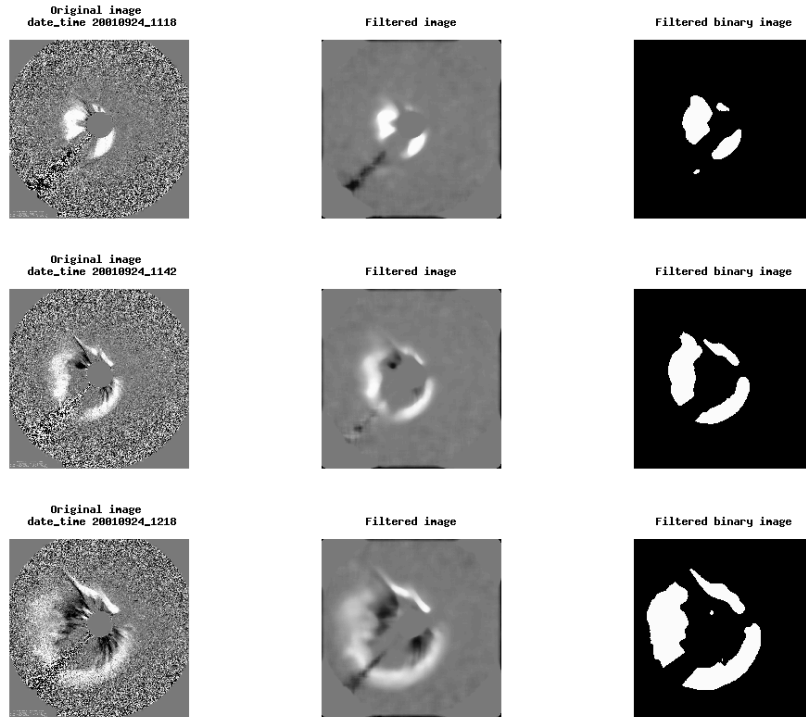 Original image
date_time 20010924_1118
Filtered image
Filtered binary image
Original image
date_time 20010924_1142
Filtered image
Filtered binary image
Original image
date_time 20010924_1218
Filtered image
Filtered binary image